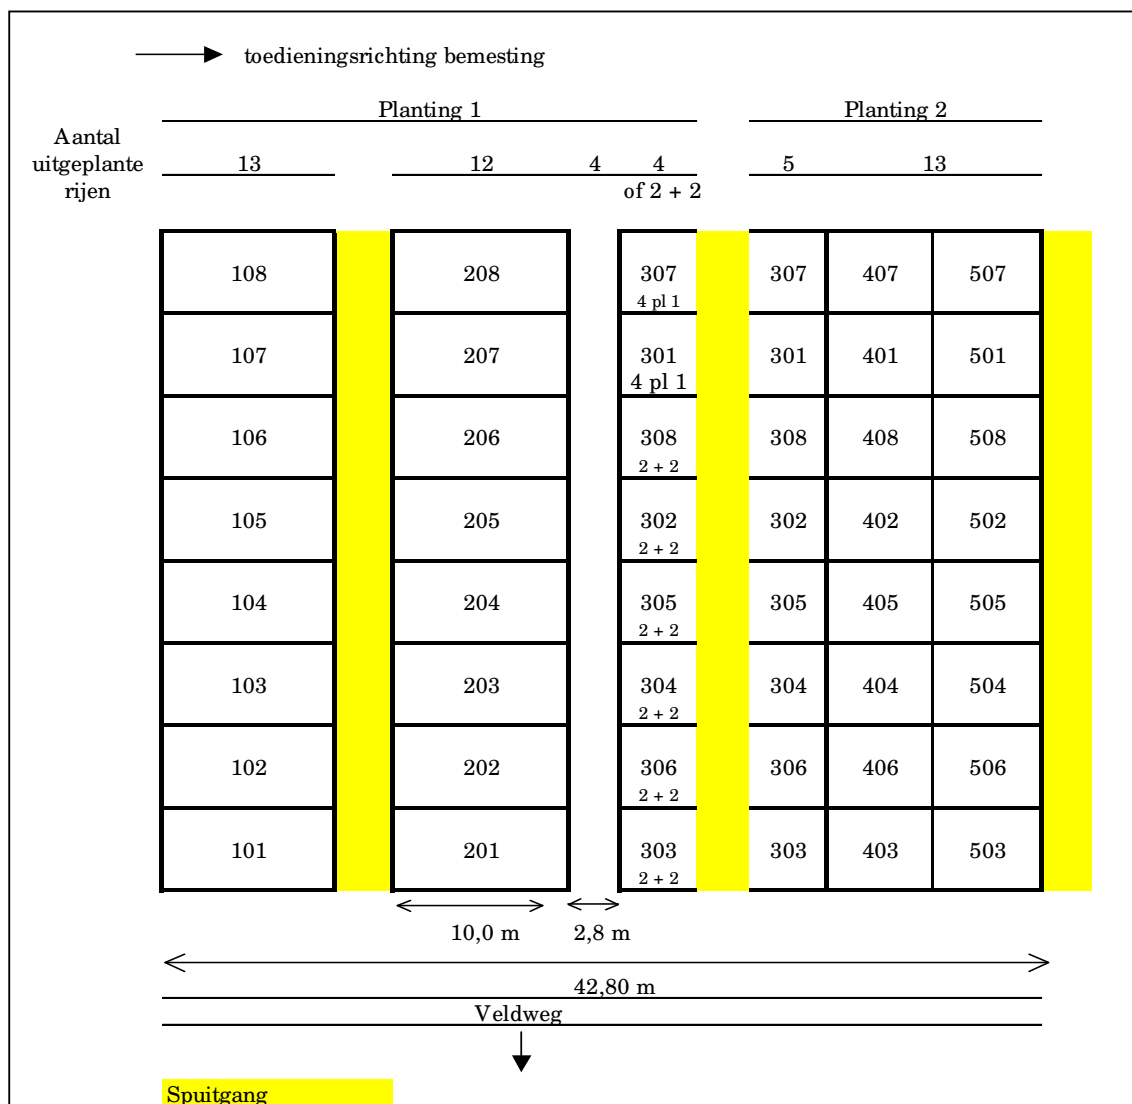 toedieningsrichting bemesting
Planting 1 Planting 2
Aantal
uitgeplante
rijen
13 12 4 4 5 13
of 2 + 2
108 208 307 307 407 507
4 pl 1
107 207 301 301 401 501
4 pl 1
106 206 308 308 408 508
2 + 2
105 205 302 302 402 502
2 + 2
104 204 305 305 405 505
2 + 2
103 203 304 304 404 504
2 + 2
102 202 306 306 406 506
2 + 2
101 201 303 303 403 503
2 + 2
10,0 m 2,8 m
42,80 m
Veldweg
Spuitgang